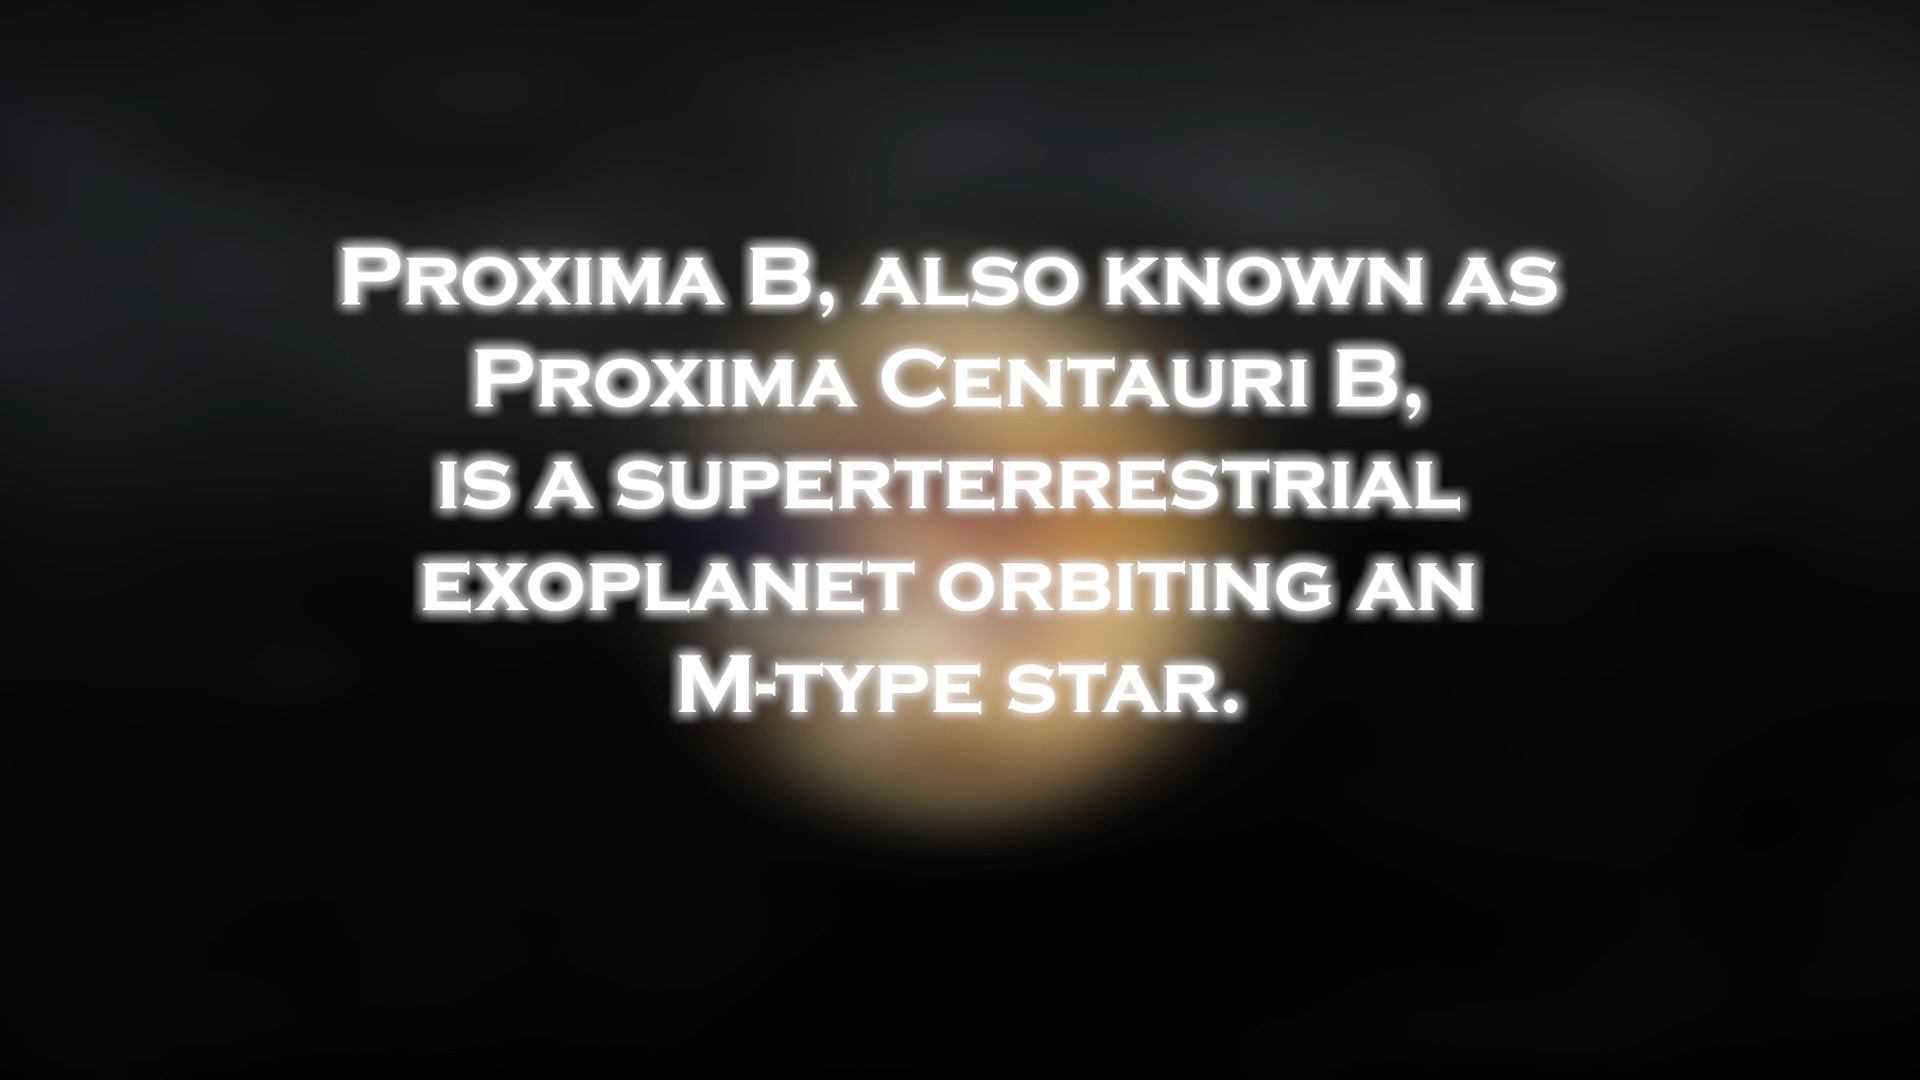 Proxima B, also known as
Proxima Centauri B,
is a superterrestrial
exoplanet orbiting an
M-type star.